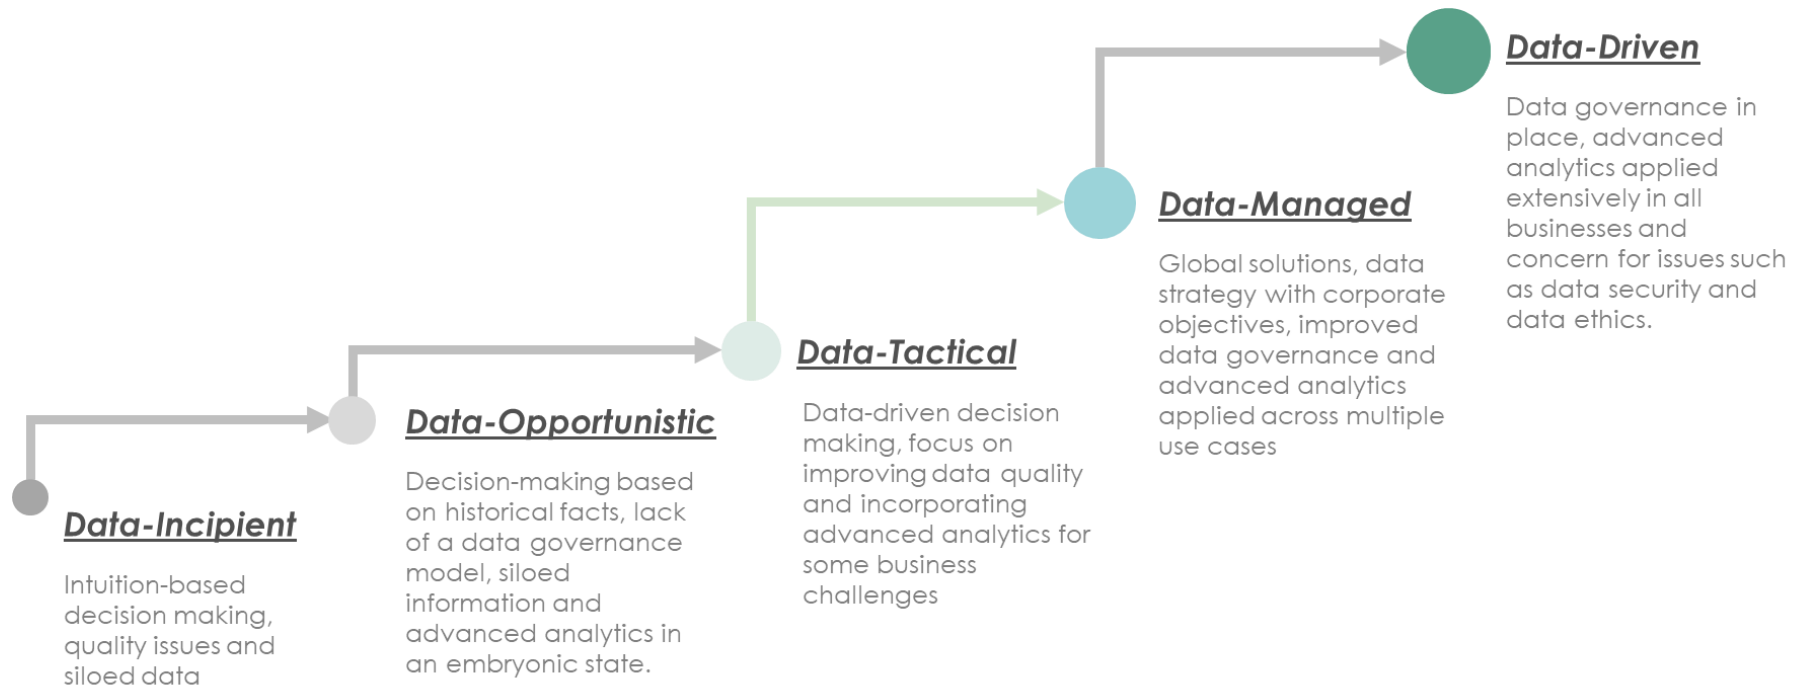 Data-Incipient
Intuition-based
decision making,
quality issues and
siloed data
Data-Opportunistic
Decision-making based
on historical facts, lack
of a data governance
model, siloed
information and
advanced analytics in
an embryonic state.
Data-Tactical
Data-driven decision
making, focus on
improving data quality
and incorporating
advanced analytics for
some business
challenges
Data-Managed
Global solutions, data
strategy with corporate
objectives, improved
data governance and
advanced analytics
applied across multiple
use cases
Data-Driven
Data governance in
place, advanced
analytics applied
extensively in all
businesses and
concern for issues such
as data security and
data ethics.